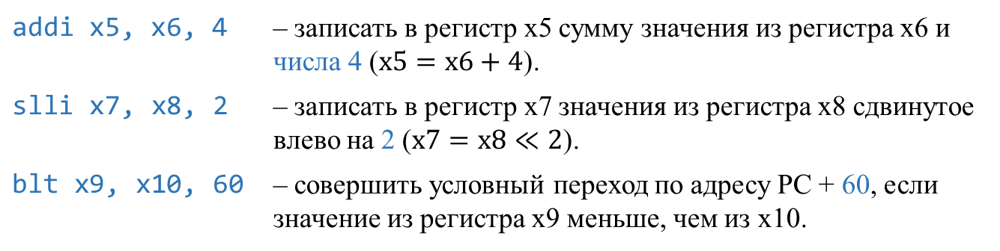 addi x5, x6, 4 – записать в регистр x5 сумму значения из регистра x6 и
числа 4 (x5 = x6 + 4).
slli x7, x8, 2 – записать в регистр x7 значения из регистра x8 сдвинутое
влево на 2 (x7 = x8 ≪ 2).
blt x9, x10, 60 – совершить условный переход по адресу PC + 60, если
значение из регистра x9 меньше, чем из x10.